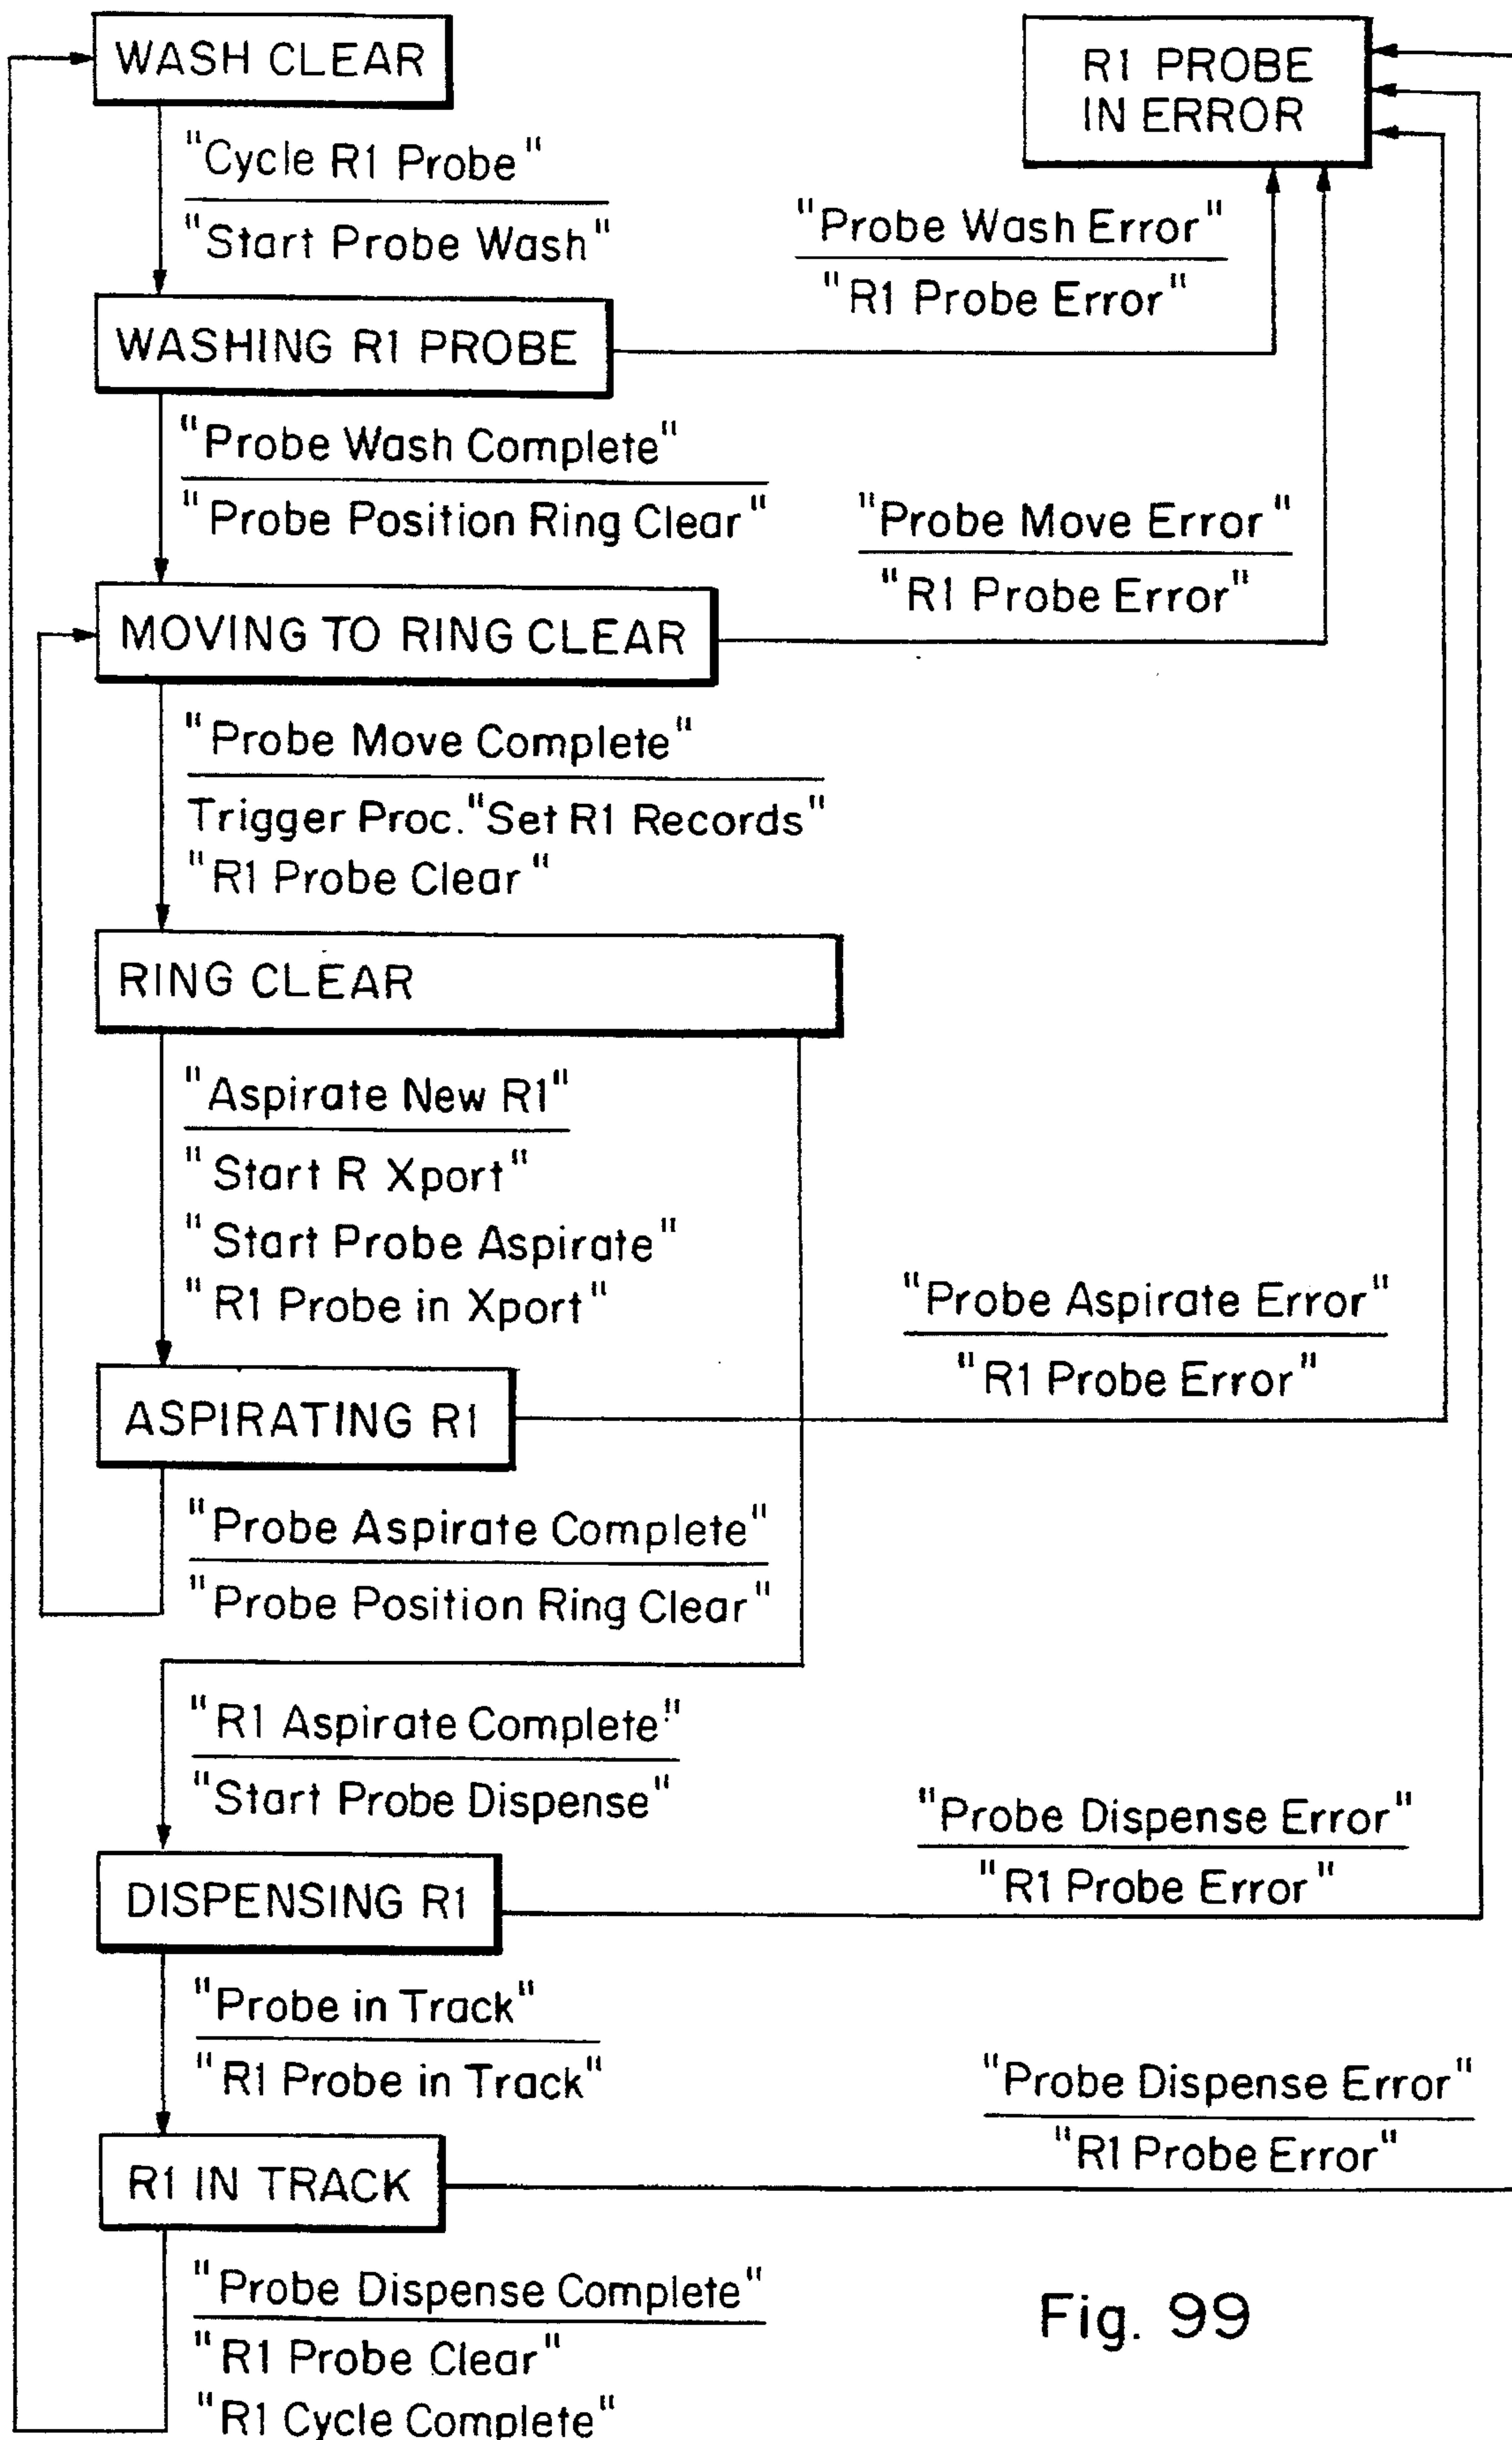 WASH CLEAR
R1 PROBE
IN ERROR
"Cycle R1 Probe"
"Start Probe Wash"
"Probe Wash Error"
"R1 Probe Error"
WASHING R1 PROBE
"Probe Wash Complete"
"Probe Position Ring Clear"
"Probe Move Error"
"R1 Probe Error"
MOVING TO RING CLEAR
"Probe Move Complete"
Trigger Proc. "Set R1 Records"
"R1 Probe Clear"
RING CLEAR
"Aspirate New R1"
"Start R Xport"
"Start Probe Aspirate"
"R1 Probe in Xport"
"Probe Aspirate Error"
"R1 Probe Error"
ASPIRATING R1
"Probe Aspirate Complete"
"Probe Position Ring Clear"
"R1 Aspirate Complete"
"Start Probe Dispense"
"Probe Dispense Error"
"R1 Probe Error"
DISPENSING R1
"Probe in Track"
"R1 Probe in Track"
"Probe Dispense Error"
"R1 Probe Error"
R1 IN TRACK
"Probe Dispense Complete"
"R1 Probe Clear"
"R1 Cycle Complete"
Fig. 99